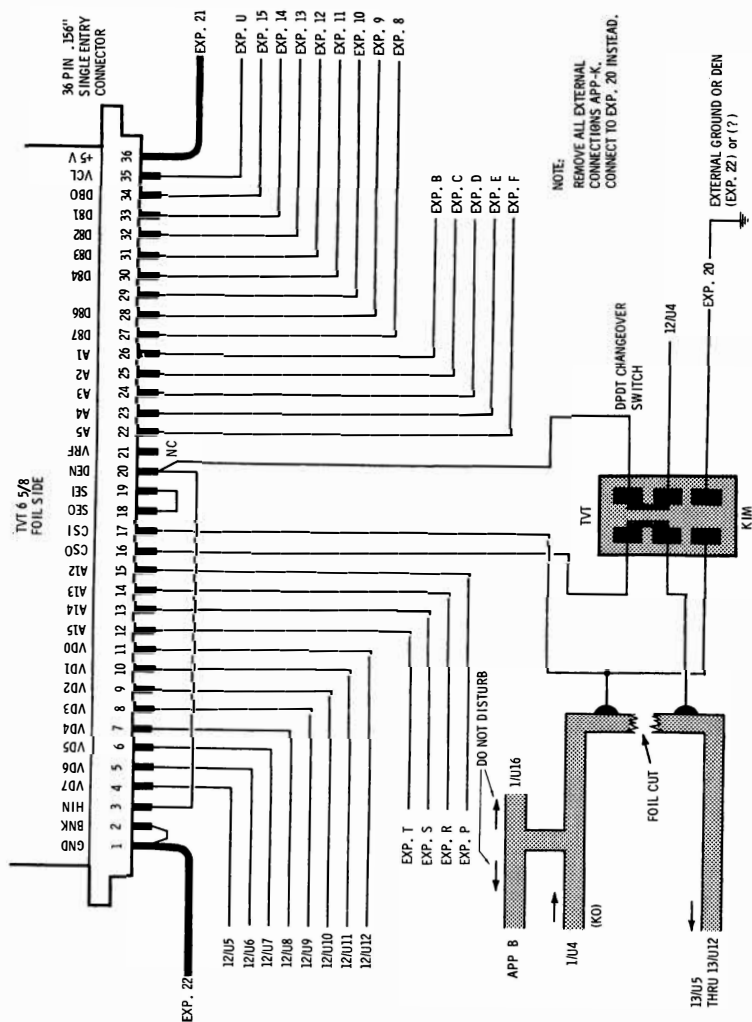 TVT 6 5/8
FOIL SIDE
36 PIN .156"
SINGLE ENTRY
CONNECTOR
GND
BNK
HIN
VD7
VD6
VD5
VD4
VD3
VD2
VD1
VD0
A15
A14
A13
A12
CSO
CSI
SEO
SEI
DEN
VRF
A5
A4
A3
A2
A1
DB7
DB6
DB4
DB3
DB2
DB1
DB0
VCL
+5 V
1
2
3
4
5
6
7
8
9
10
11
12
13
14
15
16
17
18
19
20
21
22
23
24
25
26
27
28
29
30
31
32
33
34
35
36
NC
EXP. 22
12/U5
12/U6
12/U7
12/U8
12/U9
12/U10
12/U11
12/U12
EXP. T
EXP. S
EXP. R
EXP. P
EXP. B
EXP. C
EXP. D
EXP. E
EXP. F
EXP. 21
EXP. U
EXP. 15
EXP. 14
EXP. 13
EXP. 12
EXP. 11
EXP. 10
EXP. 9
EXP. 8
DO NOT DISTURB
1/U16
APP B
1/U4
(KO)
FOIL CUT
13/U5
THRU 13/U12
TVT
KIM
DPDT CHANGEOVER
SWITCH
12/U4
EXP. 20
EXTERNAL GROUND OR DEN
(EXP. 22) or (?)
NOTE:
REMOVE ALL EXTERNAL
CONNECTIONS APP-K.
CONNECT TO EXP. 20 INSTEAD.